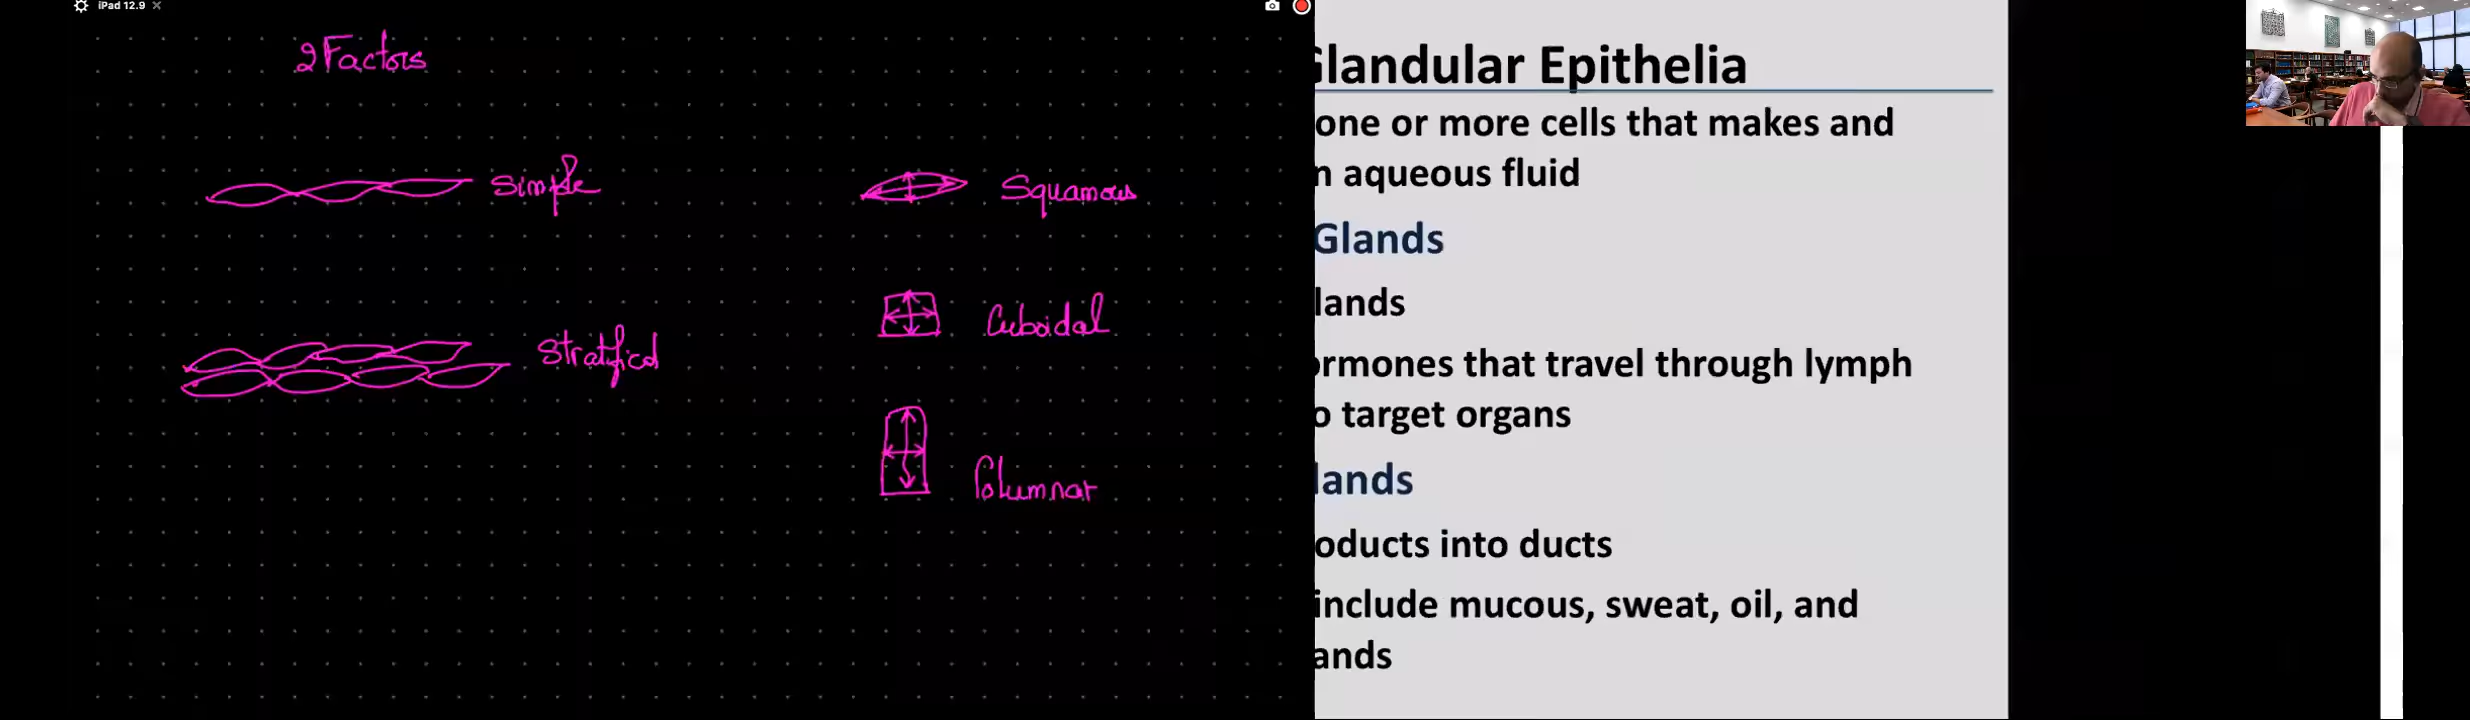 iPad 12.9
2 Factors
Simple
Stratified
Squamous
Cuboidal
Columnar
Glandular Epithelia
one or more cells that makes and
n aqueous fluid
Glands
lands
ormones that travel through lymph
o target organs
lands
oducts into ducts
include mucous, sweat, oil, and
ands